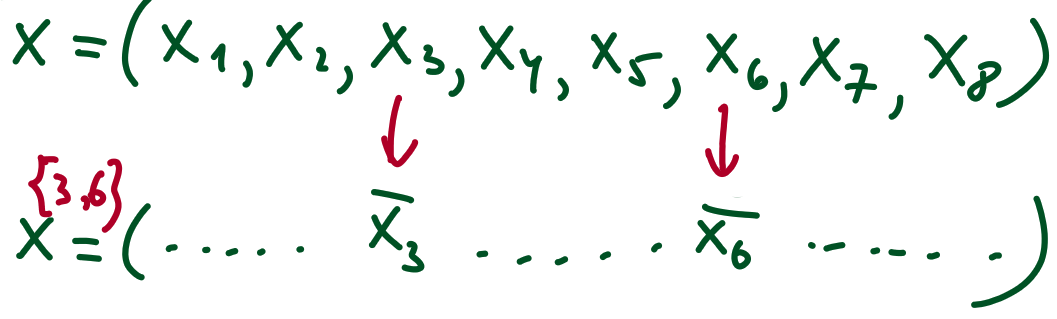 X = (X₁, X₂, X₃, X₄, X₅, X₆, X₇, X₈)
↓ ↓
{3,6}
X = (..... X̅₃ ..... X̅₆ ......)